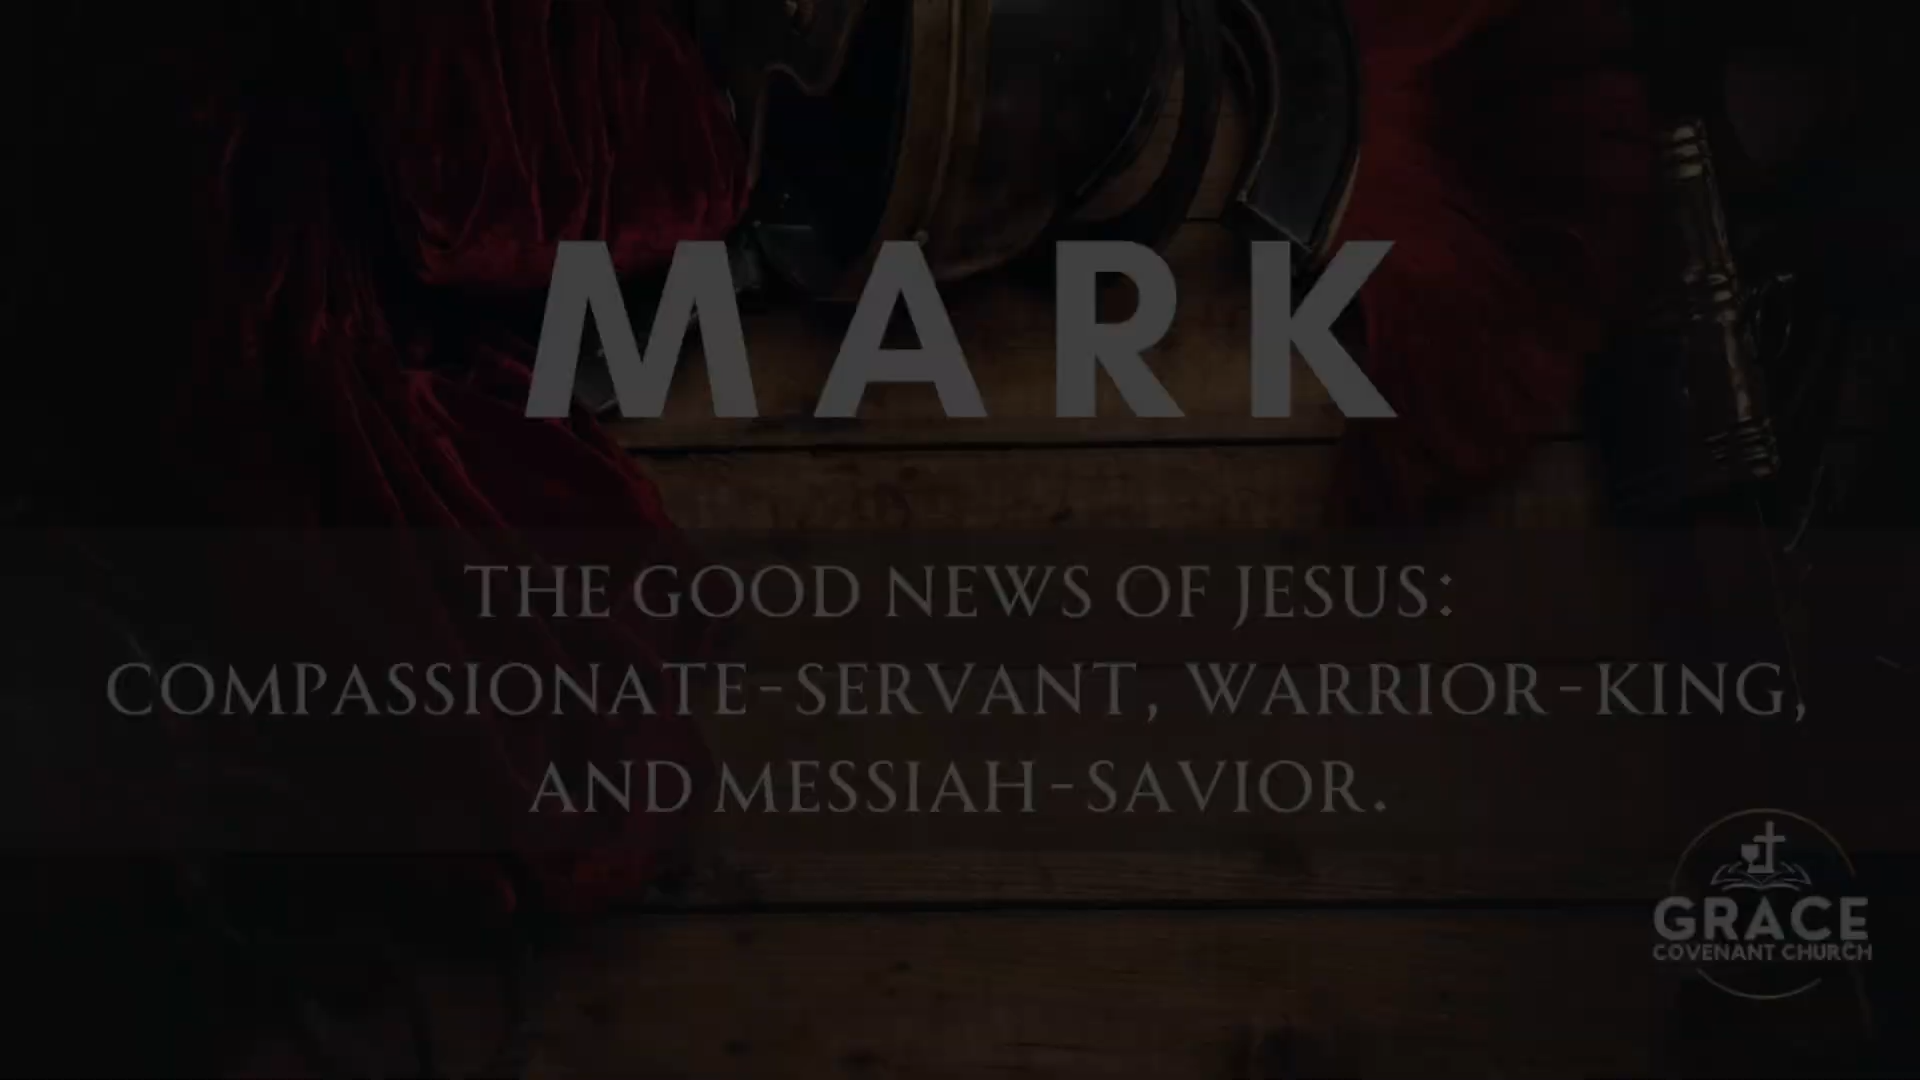 MARK
THE GOOD NEWS OF JESUS:
COMPASSIONATE-SERVANT, WARRIOR-KING,
AND MESSIAH-SAVIOR.
GRACE
COVENANT CHURCH